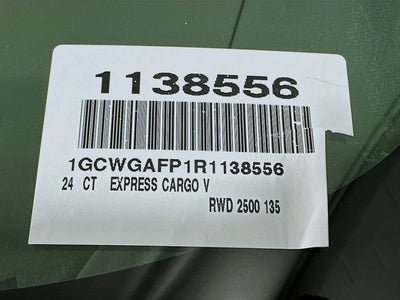 1138556
1GCWGAFP1R1138556
24 CT EXPRESS CARGO V
RWD 2500 135